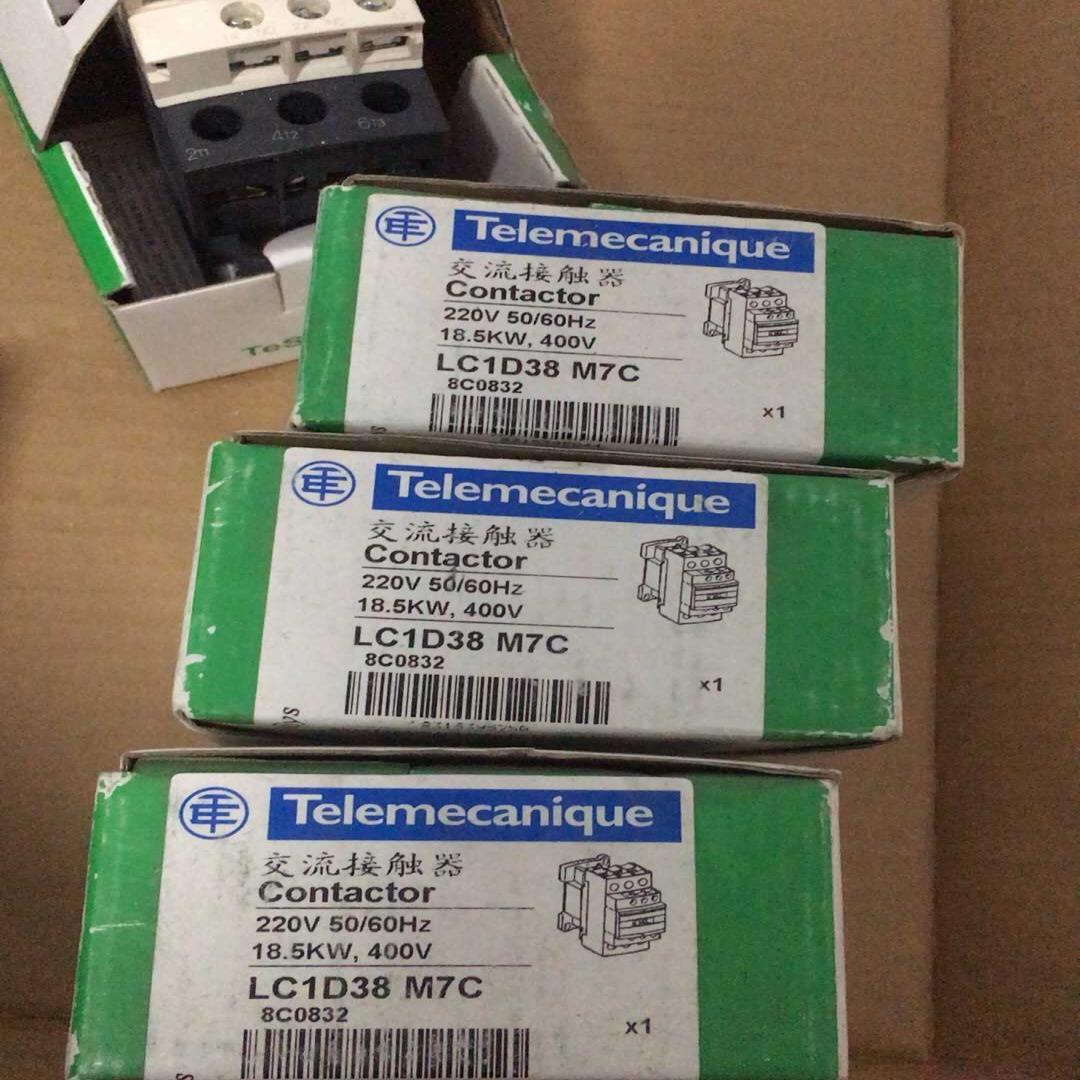 2T1 4T2 6T3
TeS
Telemecanique
交流接触器
Contactor
220V 50/60Hz
18.5KW, 400V
LC1D38 M7C
8C0832
x1
Telemecanique
交流接触器
Contactor
220V 50/60Hz
18.5KW, 400V
LC1D38 M7C
8C0832
x1
Telemecanique
交流接触器
Contactor
220V 50/60Hz
18.5KW, 400V
LC1D38 M7C
8C0832
x1